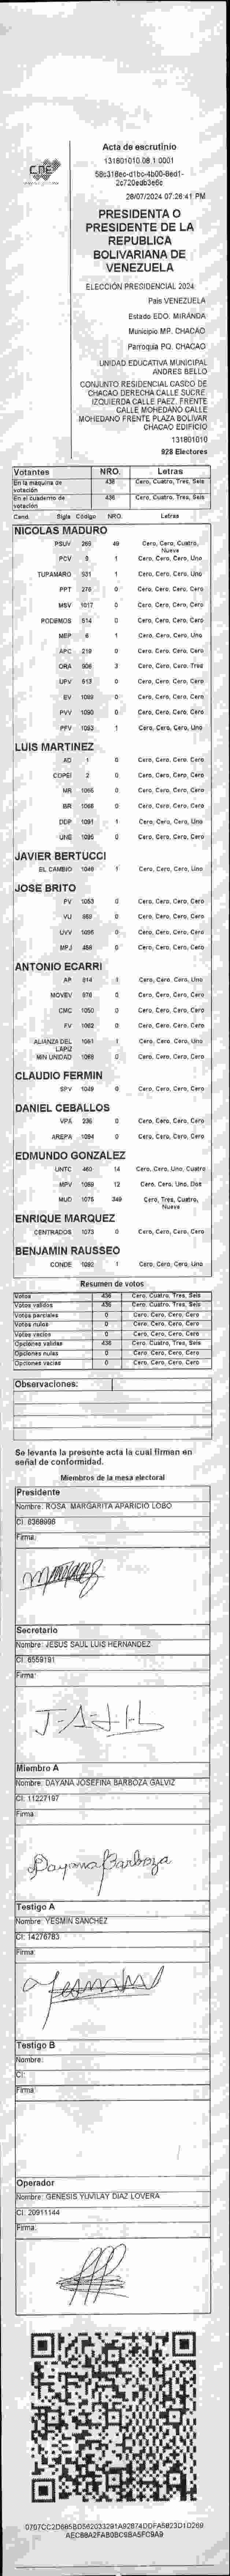 CNE
Acta de escrutinio
131801010.08.1.0001
28/07/2024 07:26:41 PM
PRESIDENTA O
PRESIDENTE DE LA
REPUBLICA
BOLIVARIANA DE
VENEZUELA
ELECCIÓN PRESIDENCIAL 2024
País VENEZUELA
Estado EDO. MIRANDA
Municipio MP. CHACAO
Parroquia PQ. CHACAO
UNIDAD EDUCATIVA MUNICIPAL
ANDRES BELLO
CONJUNTO RESIDENCIAL CASCO DE
CHACAO DERECHA CALLE SUCRE.
IZQUIERDA CALLE PAEZ. FRENTE
CALLE MOHEDANO CALLE
MOHEDANO FRENTE PLAZA BOLIVAR
CHACAO EDIFICIO
131801010
928 Electores
Votantes NRO. Letras
En la máquina de votación 436 Cero, Cuatro, Tres, Seis
En el cuaderno de votación 436 Cero, Cuatro, Tres, Seis
Cand. Sigla Código NRO. Letras
NICOLAS MADURO
PSUV 265 49 Cero, Cero, Cuatro, Nueve
PCV 1 Cero, Cero, Cero, Uno
TUPAMARO 531 1 Cero, Cero, Cero, Uno
PPT 276 0 Cero, Cero, Cero, Cero
MSV 1017 0 Cero, Cero, Cero, Cero
PODEMOS 514 0 Cero, Cero, Cero, Cero
MEP 6 1 Cero, Cero, Cero, Uno
APC 219 0 Cero, Cero, Cero, Cero
ORA 906 3 Cero, Cero, Cero, Tres
UPV 513 0 Cero, Cero, Cero, Cero
EV 1089 0 Cero, Cero, Cero, Cero
PVV 1090 0 Cero, Cero, Cero, Cero
PFV 1093 1 Cero, Cero, Cero, Uno
LUIS MARTINEZ
AD 1 0 Cero, Cero, Cero, Cero
COPEI 2 0 Cero, Cero, Cero, Cero
MR 1066 0 Cero, Cero, Cero, Cero
BR 1068 0 Cero, Cero, Cero, Cero
DDP 1091 1 Cero, Cero, Cero, Uno
UNE 1095 0 Cero, Cero, Cero, Cero
JAVIER BERTUCCI
EL CAMBIO 1046 1 Cero, Cero, Cero, Uno
JOSE BRITO
PV 1053 0 Cero, Cero, Cero, Cero
VU 959 0 Cero, Cero, Cero, Cero
UVV 1096 0 Cero, Cero, Cero, Cero
MPJ 486 0 Cero, Cero, Cero, Cero
ANTONIO ECARRI
AP 914 1 Cero, Cero, Cero, Uno
MOVEV 976 0 Cero, Cero, Cero, Cero
CMC 1050 0 Cero, Cero, Cero, Cero
FV 1062 0 Cero, Cero, Cero, Cero
ALIANZA DEL LAPIZ 1061 1 Cero, Cero, Cero, Uno
MIN UNIDAD 1069 0 Cero, Cero, Cero, Cero
CLAUDIO FERMIN
SPV 1049 0 Cero, Cero, Cero, Cero
DANIEL CEBALLOS
VPA 236 0 Cero, Cero, Cero, Cero
AREPA 1094 0 Cero, Cero, Cero, Cero
EDMUNDO GONZALEZ
UNTC 460 14 Cero, Cero, Uno, Cuatro
MPV 1069 12 Cero, Cero, Uno, Dos
MUD 1075 349 Cero, Tres, Cuatro, Nueve
ENRIQUE MARQUEZ
CENTRADOS 1073 0 Cero, Cero, Cero, Cero
BENJAMIN RAUSSEO
CONDE 1092 1 Cero, Cero, Cero, Uno
Resumen de votos
Votos 436 Cero, Cuatro, Tres, Seis
Votos validos 436 Cero, Cuatro, Tres, Seis
Votos parciales 0 Cero, Cero, Cero, Cero
Votos nulos 0 Cero, Cero, Cero, Cero
Votos vacios 0 Cero, Cero, Cero, Cero
Opciones validas 436 Cero, Cuatro, Tres, Seis
Opciones nulas 0 Cero, Cero, Cero, Cero
Opciones vacias 0 Cero, Cero, Cero, Cero
Observaciones:
Se levanta la presente acta la cual firman en
señal de conformidad.
Miembros de la mesa electoral
Presidente
Nombre: ROSA MARGARITA APARICIO LOBO
CI: 6368996
Firma:
Secretario
Nombre: JESUS SAUL LUIS HERNANDEZ
CI: 6559191
Firma:
Miembro A
Nombre: DAYANA JOSEFINA BARBOZA GALVIZ
CI: 11227197
Firma:
Dayana Barboza
Testigo A
Nombre: YESMIN SANCHEZ
CI: 14276783
Firma:
Testigo B
Nombre:
CI:
Firma:
Operador
Nombre: GENESIS YUVILAY DIAZ LOVERA
CI: 20911144
Firma: